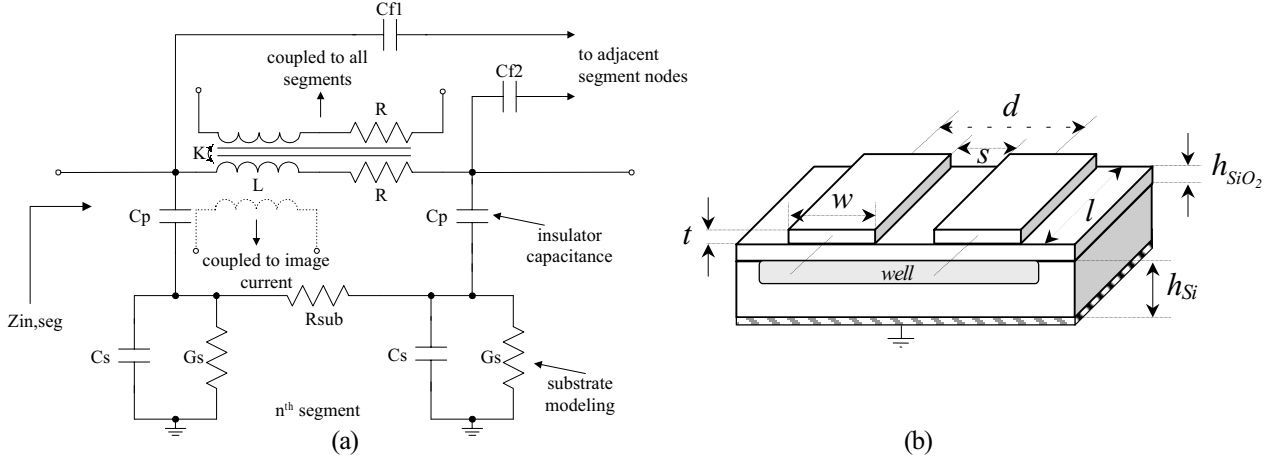 Cf1
coupled to all
segments
to adjacent
segment nodes
Cf2
R
K
L
R
Cp
Cp
insulator
capacitance
coupled to image
current
Zin,seg
Rsub
Cs
Gs
Cs
Gs
substrate
modeling
nth segment
(a)
d
s
hSiO2
w
l
t
well
hSi
(b)